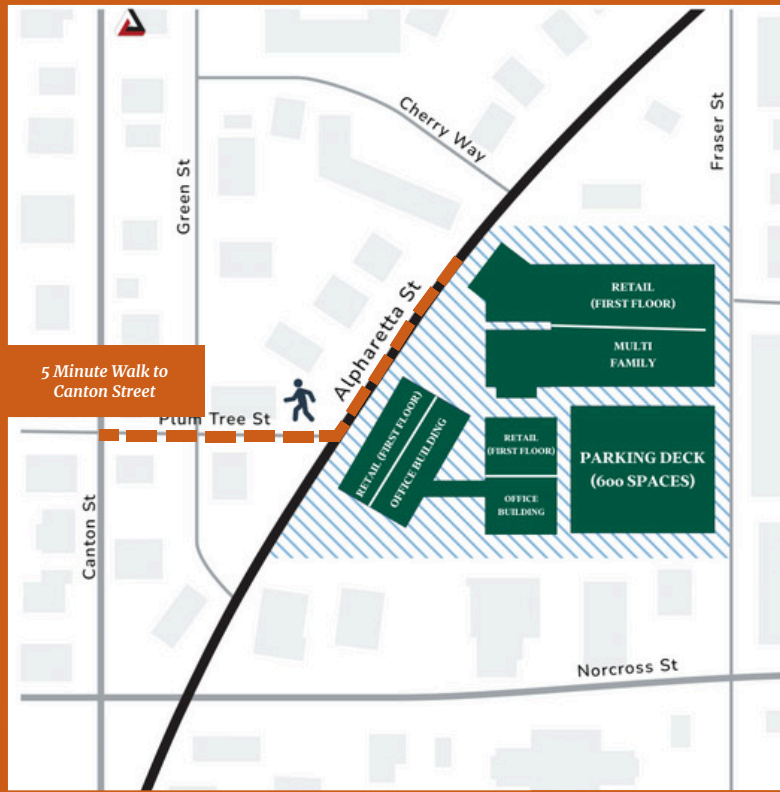 Cherry Way
Fraser St
Green St
Alpharetta St
RETAIL
(FIRST FLOOR)
MULTI
FAMILY
5 Minute Walk to
Canton Street
Plum Tree St
RETAIL (FIRST FLOOR)
OFFICE BUILDING
RETAIL
(FIRST FLOOR)
OFFICE
BUILDING
PARKING DECK
(600 SPACES)
Canton St
Norcross St